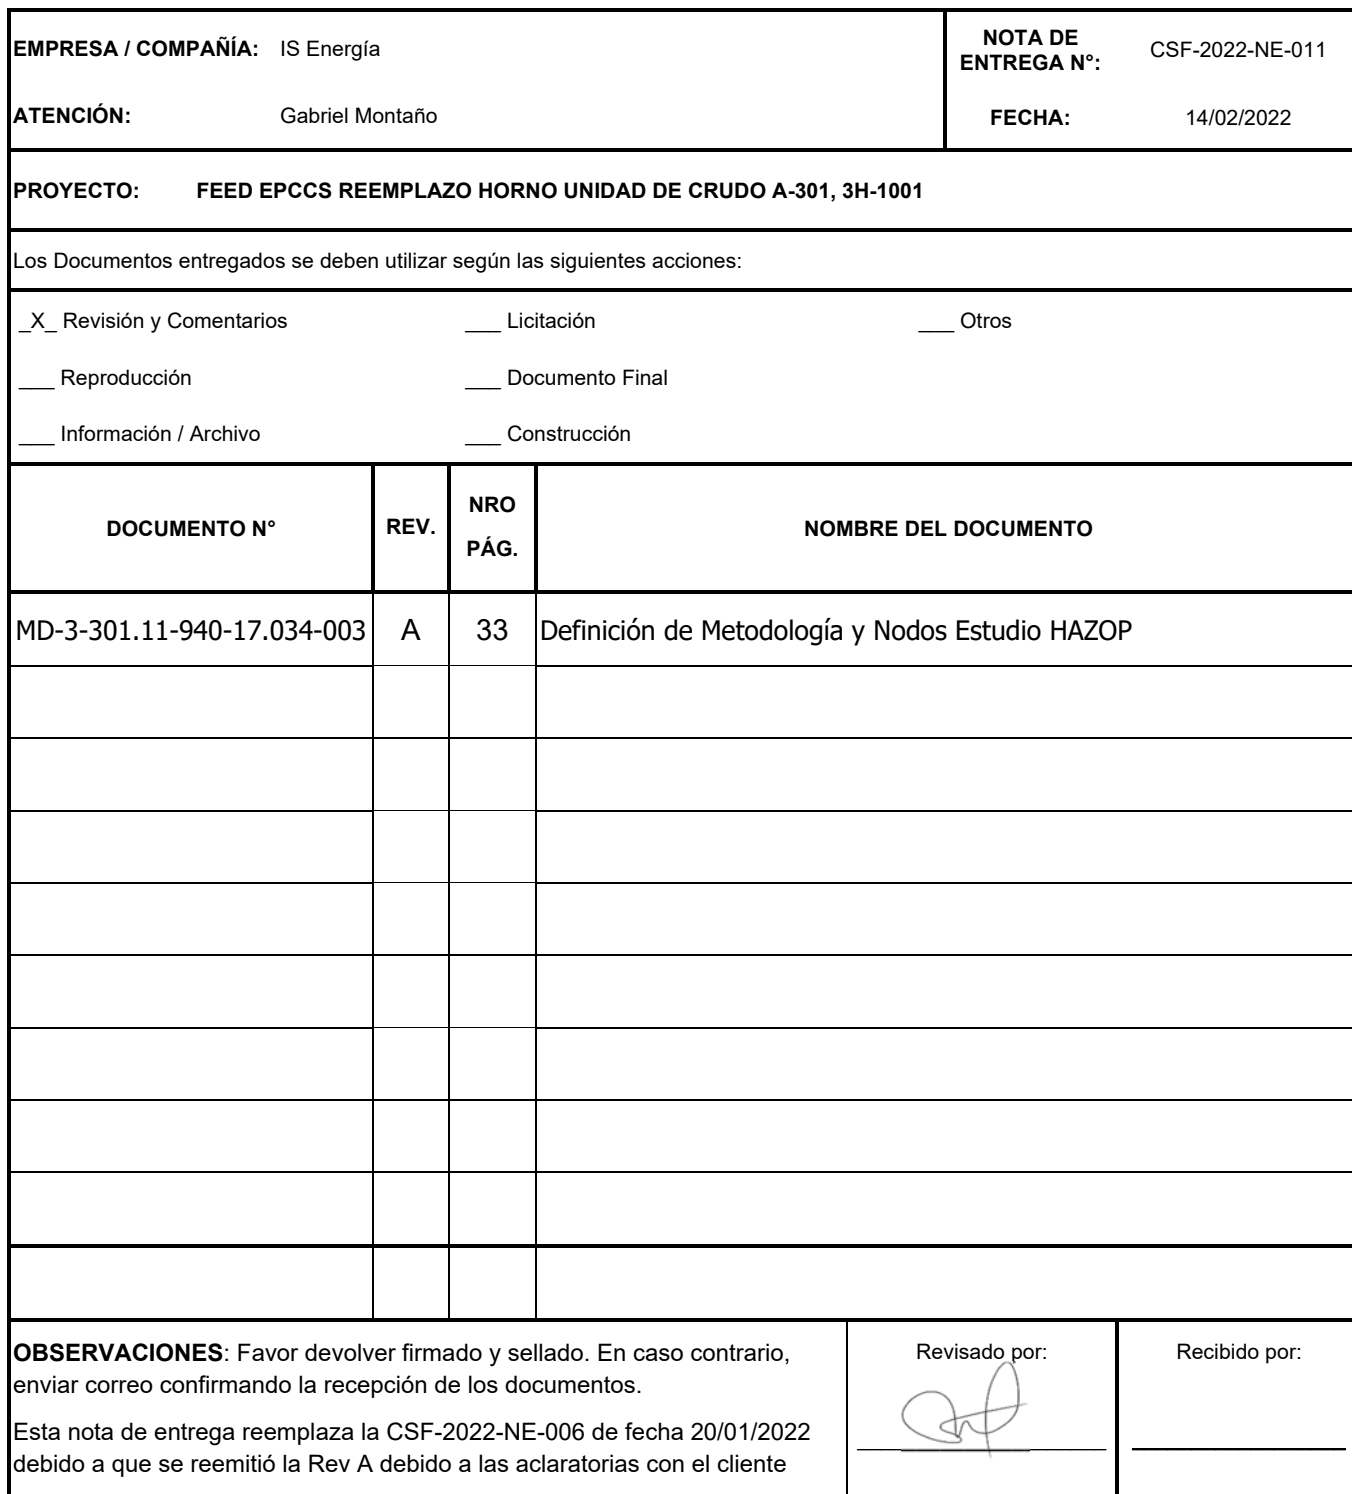 EMPRESA / COMPAÑÍA: IS Energía
NOTA DE
ENTREGA N°: CSF-2022-NE-011
ATENCIÓN: Gabriel Montaño
FECHA: 14/02/2022
PROYECTO: FEED EPCCS REEMPLAZO HORNO UNIDAD DE CRUDO A-301, 3H-1001
Los Documentos entregados se deben utilizar según las siguientes acciones:
_X_ Revisión y Comentarios ___ Licitación ___ Otros
___ Reproducción ___ Documento Final
___ Información / Archivo ___ Construcción
DOCUMENTO N° REV. NRO PÁG. NOMBRE DEL DOCUMENTO
MD-3-301.11-940-17.034-003 A 33 Definición de Metodología y Nodos Estudio HAZOP
OBSERVACIONES: Favor devolver firmado y sellado. En caso contrario,
enviar correo confirmando la recepción de los documentos.
Esta nota de entrega reemplaza la CSF-2022-NE-006 de fecha 20/01/2022
debido a que se reemitió la Rev A debido a las aclaratorias con el cliente
Revisado por:
Recibido por: